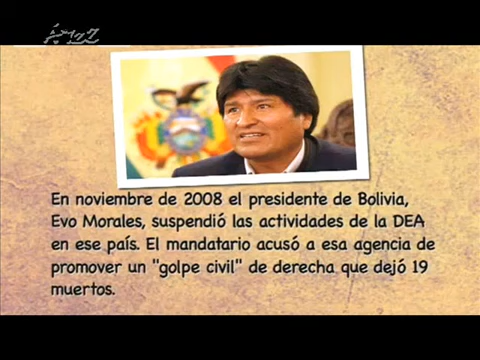 En noviembre de 2008 el presidente de Bolivia,
Evo Morales, suspendió las actividades de la DEA
en ese país. El mandatario acusó a esa agencia de
promover un "golpe civil" de derecha que dejó 19
muertos.